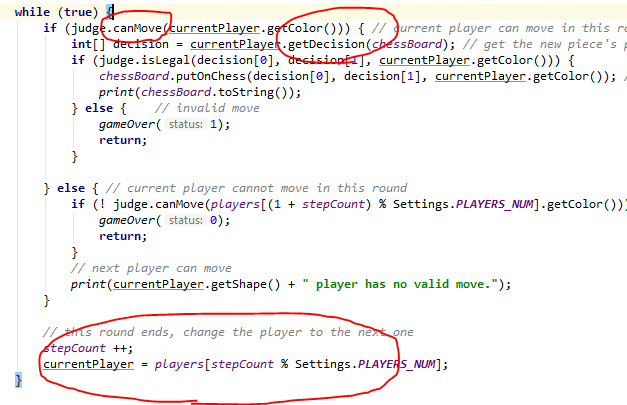 while (true) {
if (judge.canMove(currentPlayer.getColor())) { // current player can move in this ro
int[] decision = currentPlayer.getDecision(chessBoard); // get the new piece's p
if (judge.isLegal(decision[0], decision[1], currentPlayer.getColor())) {
chessBoard.putOnChess(decision[0], decision[1], currentPlayer.getColor()); /
print(chessBoard.toString());
} else { // invalid move
gameOver( status: 1);
return;
}
} else { // current player cannot move in this round
if (! judge.canMove(players[(1 + stepCount) % Settings.PLAYERS_NUM].getColor()))
gameOver( status: 0);
return;
}
// next player can move
print(currentPlayer.getShape() + " player has no valid move.");
}
// this round ends, change the player to the next one
stepCount ++;
currentPlayer = players[stepCount % Settings.PLAYERS_NUM];
}